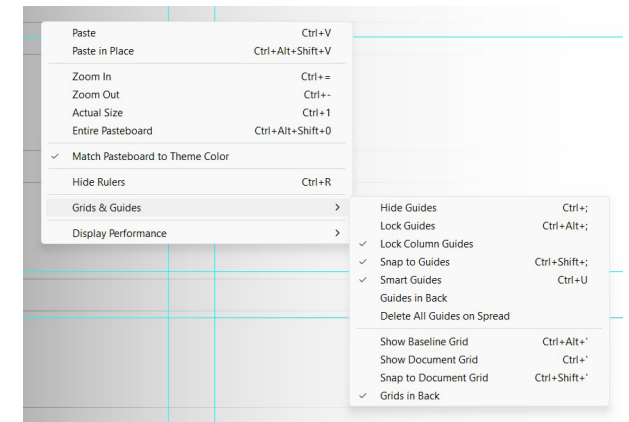 Paste Ctrl+V
Paste in Place Ctrl+Alt+Shift+V
Zoom In Ctrl+=
Zoom Out Ctrl+-
Actual Size Ctrl+1
Entire Pasteboard Ctrl+Alt+Shift+0
Match Pasteboard to Theme Color
Hide Rulers Ctrl+R
Grids & Guides
Display Performance
Hide Guides Ctrl+;
Lock Guides Ctrl+Alt+;
Lock Column Guides
Snap to Guides Ctrl+Shift+;
Smart Guides Ctrl+U
Guides in Back
Delete All Guides on Spread
Show Baseline Grid Ctrl+Alt+'
Show Document Grid Ctrl+'
Snap to Document Grid Ctrl+Shift+'
Grids in Back